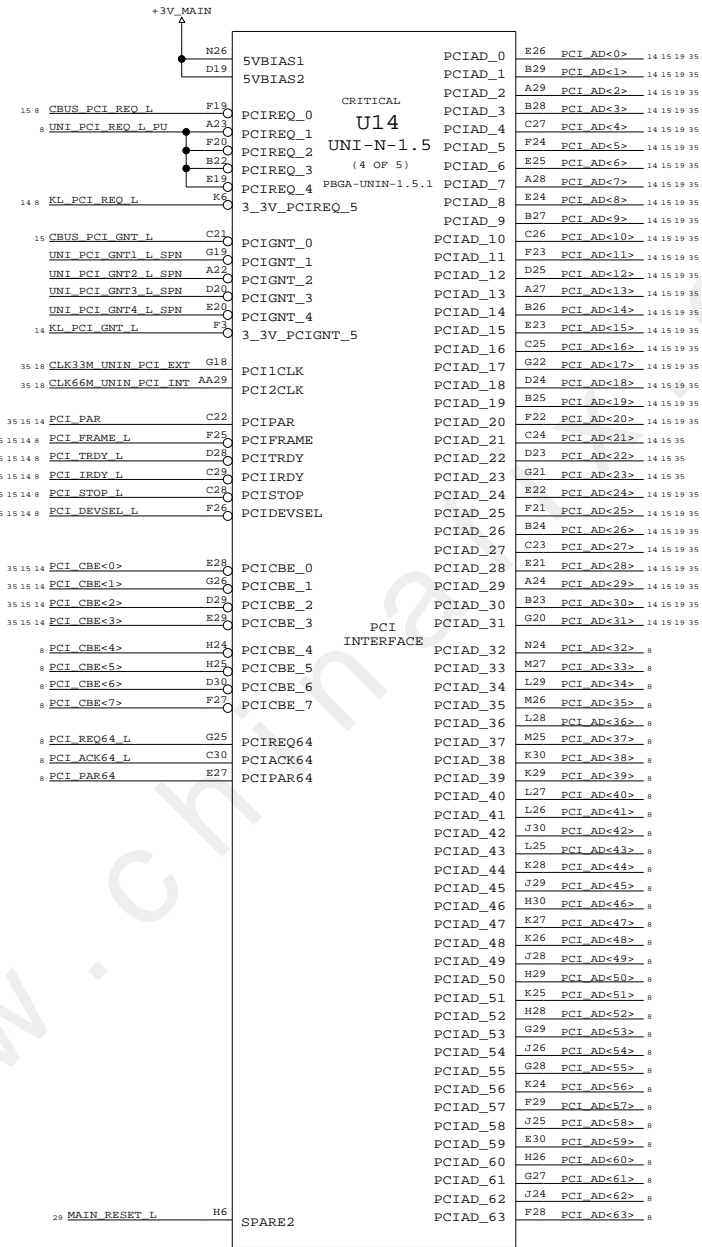 +3V_MAIN
N26 5VBIAS1
D19 5VBIAS2
15 8 CBUS_PCI_REQ_L F19 PCIREQ_0
8 UNI_PCI_REQ_L_PU A23 PCIREQ_1
F20 PCIREQ_2
B22 PCIREQ_3
E19 PCIREQ_4
14 8 KL_PCI_REQ_L K6 3_3V_PCIREQ_5
15 CBUS_PCI_GNT_L C21 PCIGNT_0
UNI_PCI_GNT1_L_SPN G19 PCIGNT_1
UNI_PCI_GNT2_L_SPN A22 PCIGNT_2
UNI_PCI_GNT3_L_SPN D20 PCIGNT_3
UNI_PCI_GNT4_L_SPN E20 PCIGNT_4
14 KL_PCI_GNT_L F3 3_3V_PCIGNT_5
35 18 CLK33M_UNIN_PCI_EXT G18 PCI1CLK
35 18 CLK66M_UNIN_PCI_INT AA29 PCI2CLK
35 15 14 PCI_PAR C22 PCIPAR
5 15 14 8 PCI_FRAME_L F25 PCIFRAME
5 15 14 8 PCI_TRDY_L D28 PCITRDY
5 15 14 8 PCI_IRDY_L C29 PCIIRDY
5 15 14 8 PCI_STOP_L C28 PCISTOP
5 15 14 8 PCI_DEVSEL_L F26 PCIDEVSEL
35 15 14 PCI_CBE<0> E28 PCICBE_0
35 15 14 PCI_CBE<1> G26 PCICBE_1
35 15 14 PCI_CBE<2> D29 PCICBE_2
35 15 14 PCI_CBE<3> E29 PCICBE_3
8 PCI_CBE<4> H24 PCICBE_4
8 PCI_CBE<5> H25 PCICBE_5
8 PCI_CBE<6> D30 PCICBE_6
8 PCI_CBE<7> F27 PCICBE_7
8 PCI_REQ64_L G25 PCIREQ64
8 PCI_ACK64_L C30 PCIACK64
8 PCI_PAR64 E27 PCIPAR64
29 MAIN_RESET_L H6 SPARE2
CRITICAL
U14
UNI-N-1.5
(4 OF 5)
PBGA-UNIN-1.5.1
PCI
INTERFACE
PCIAD_0 E26 PCI_AD<0> 14 15 19 35
PCIAD_1 B29 PCI_AD<1> 14 15 19 35
PCIAD_2 A29 PCI_AD<2> 14 15 19 35
PCIAD_3 B28 PCI_AD<3> 14 15 19 35
PCIAD_4 C27 PCI_AD<4> 14 15 19 35
PCIAD_5 F24 PCI_AD<5> 14 15 19 35
PCIAD_6 E25 PCI_AD<6> 14 15 19 35
PCIAD_7 A28 PCI_AD<7> 14 15 19 35
PCIAD_8 E24 PCI_AD<8> 14 15 19 35
PCIAD_9 B27 PCI_AD<9> 14 15 19 35
PCIAD_10 C26 PCI_AD<10> 14 15 19 35
PCIAD_11 F23 PCI_AD<11> 14 15 19 35
PCIAD_12 D25 PCI_AD<12> 14 15 19 35
PCIAD_13 A27 PCI_AD<13> 14 15 19 35
PCIAD_14 B26 PCI_AD<14> 14 15 19 35
PCIAD_15 E23 PCI_AD<15> 14 15 19 35
PCIAD_16 C25 PCI_AD<16> 14 15 19 35
PCIAD_17 G22 PCI_AD<17> 14 15 19 35
PCIAD_18 D24 PCI_AD<18> 14 15 19 35
PCIAD_19 B25 PCI_AD<19> 14 15 19 35
PCIAD_20 F22 PCI_AD<20> 14 15 19 35
PCIAD_21 C24 PCI_AD<21> 14 15 35
PCIAD_22 D23 PCI_AD<22> 14 15 35
PCIAD_23 G21 PCI_AD<23> 14 15 35
PCIAD_24 E22 PCI_AD<24> 14 15 19 35
PCIAD_25 F21 PCI_AD<25> 14 15 19 35
PCIAD_26 B24 PCI_AD<26> 14 15 19 35
PCIAD_27 C23 PCI_AD<27> 14 15 19 35
PCIAD_28 E21 PCI_AD<28> 14 15 19 35
PCIAD_29 A24 PCI_AD<29> 14 15 19 35
PCIAD_30 B23 PCI_AD<30> 14 15 19 35
PCIAD_31 G20 PCI_AD<31> 14 15 19 35
PCIAD_32 N24 PCI_AD<32> 8
PCIAD_33 M27 PCI_AD<33> 8
PCIAD_34 L29 PCI_AD<34> 8
PCIAD_35 M26 PCI_AD<35> 8
PCIAD_36 L28 PCI_AD<36> 8
PCIAD_37 M25 PCI_AD<37> 8
PCIAD_38 K30 PCI_AD<38> 8
PCIAD_39 K29 PCI_AD<39> 8
PCIAD_40 L27 PCI_AD<40> 8
PCIAD_41 L26 PCI_AD<41> 8
PCIAD_42 J30 PCI_AD<42> 8
PCIAD_43 L25 PCI_AD<43> 8
PCIAD_44 K28 PCI_AD<44> 8
PCIAD_45 J29 PCI_AD<45> 8
PCIAD_46 H30 PCI_AD<46> 8
PCIAD_47 K27 PCI_AD<47> 8
PCIAD_48 K26 PCI_AD<48> 8
PCIAD_49 J28 PCI_AD<49> 8
PCIAD_50 H29 PCI_AD<50> 8
PCIAD_51 K25 PCI_AD<51> 8
PCIAD_52 H28 PCI_AD<52> 8
PCIAD_53 G29 PCI_AD<53> 8
PCIAD_54 J26 PCI_AD<54> 8
PCIAD_55 G28 PCI_AD<55> 8
PCIAD_56 K24 PCI_AD<56> 8
PCIAD_57 F29 PCI_AD<57> 8
PCIAD_58 J25 PCI_AD<58> 8
PCIAD_59 E30 PCI_AD<59> 8
PCIAD_60 H26 PCI_AD<60> 8
PCIAD_61 G27 PCI_AD<61> 8
PCIAD_62 J24 PCI_AD<62> 8
PCIAD_63 F28 PCI_AD<63> 8